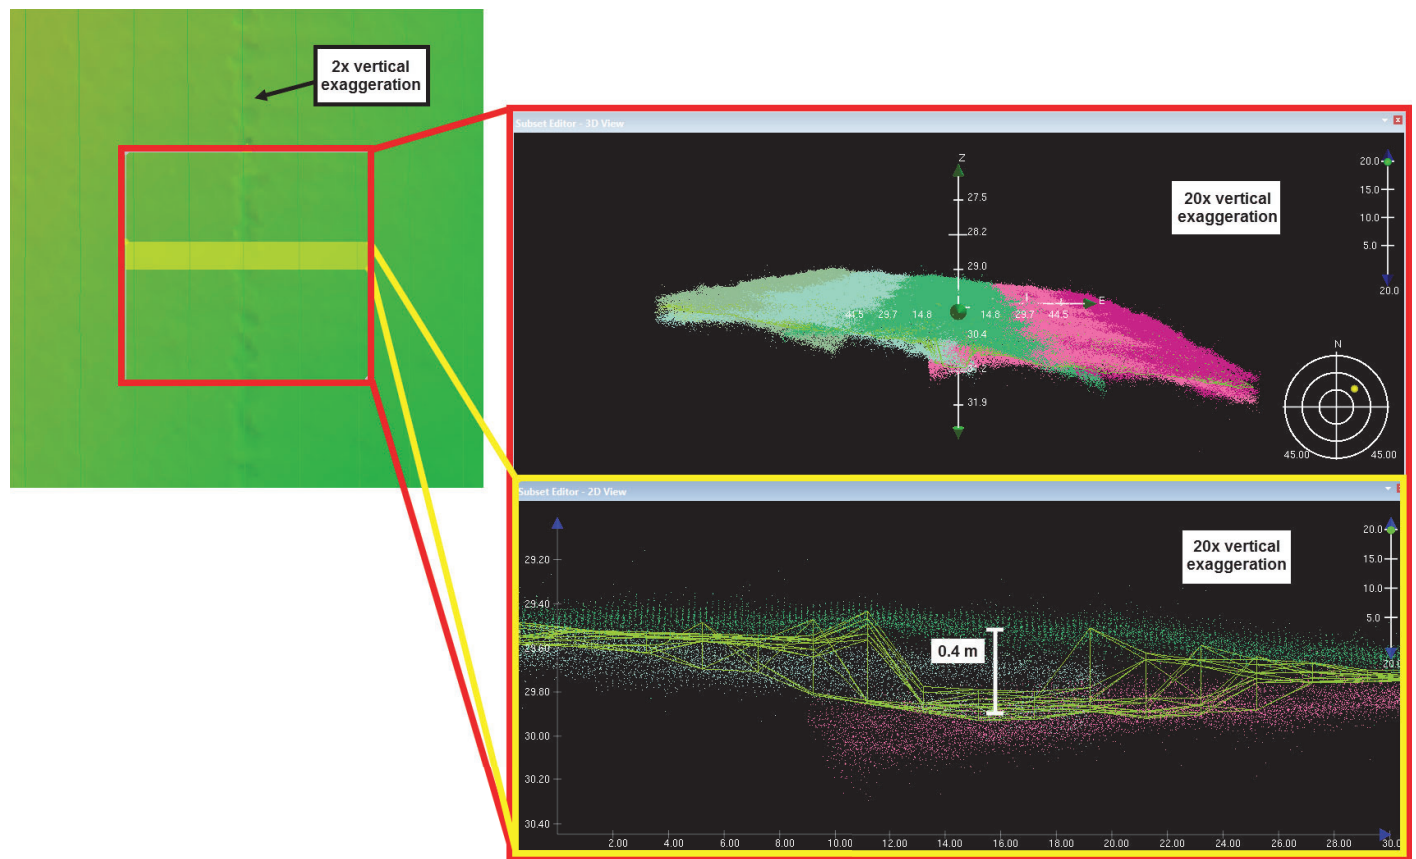 2x vertical
exaggeration
Subset Editor - 3D View
Z
27.5
28.2
29.0
20x vertical
exaggeration
20.0
15.0
10.0
5.0
20.0
E
44.5 29.7 14.8 14.8 29.7 44.5
30.4
31.9
N
45.00 45.00
Subset Editor - 2D View
20x vertical
exaggeration
20.0
15.0
10.0
5.0
29.20
29.40
29.60
29.80
30.00
30.20
30.40
0.4 m
2.00 4.00 6.00 8.00 10.00 12.00 14.00 16.00 18.00 20.00 22.00 24.00 26.00 28.00